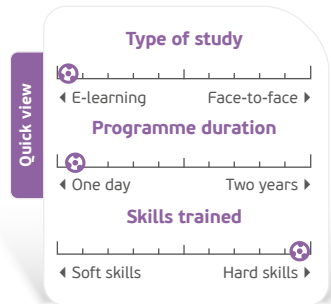 Quick view
Type of study
E-learning Face-to-face
Programme duration
One day Two years
Skills trained
Soft skills Hard skills